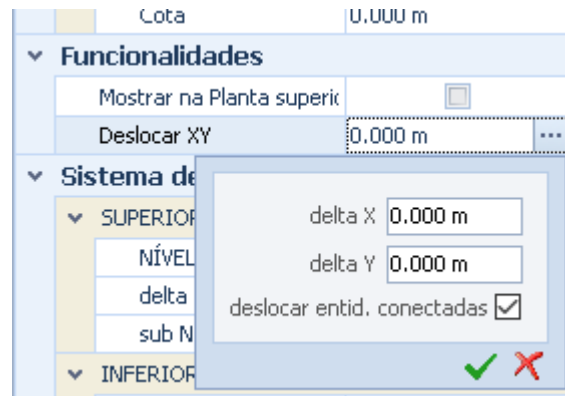 Cota 0.000 m
Funcionalidades
Mostrar na Planta superic
Deslocar XY 0.000 m ...
Sistema de
SUPERIOR
delta X 0.000 m
NÍVEL
delta Y 0.000 m
delta
deslocar entid. conectadas
sub N
INFERIOR